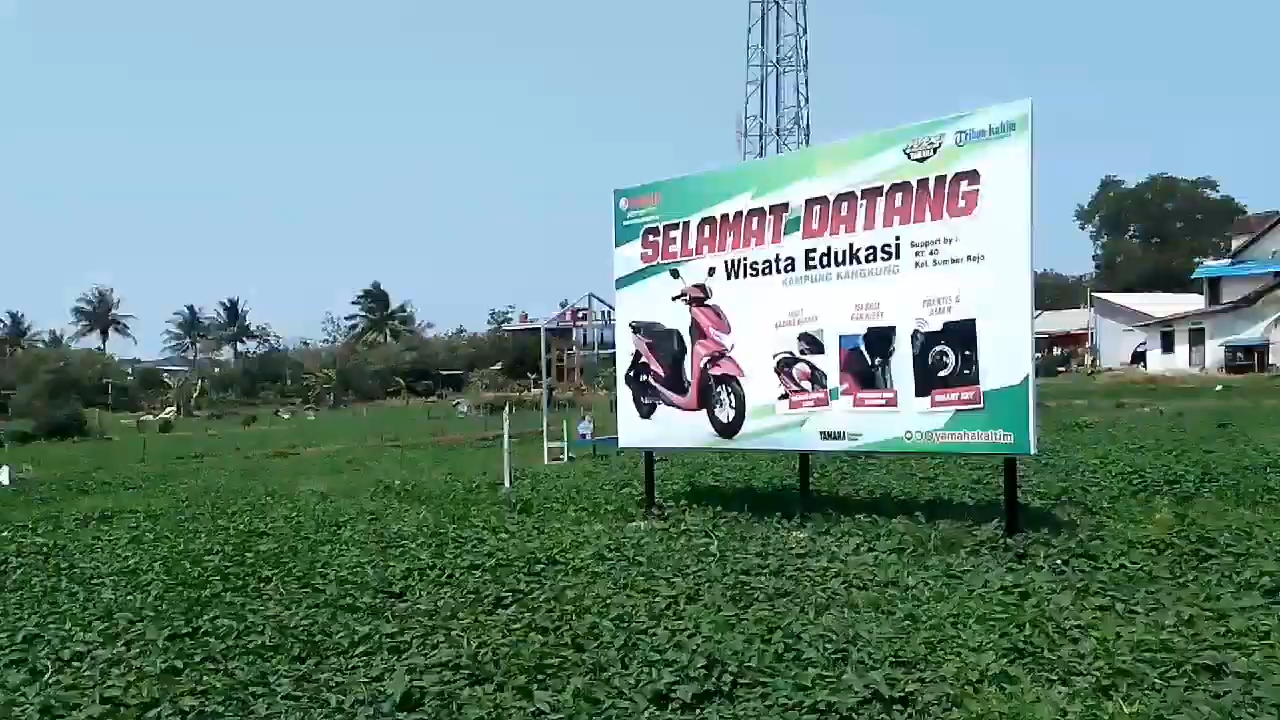 YAMAHA
Tribun Kaltim
SELAMAT DATANG
Wisata Edukasi
KAMPUNG KANGKUNG
Support by :
RT. 40
Kel. Sumber Rejo
SMART KEY
YAMAHA
@yamahakaltim